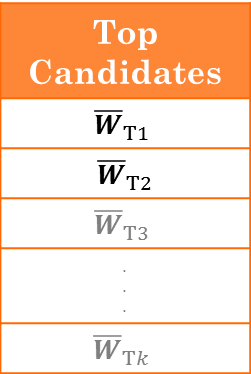 Top
Candidates
W̅T1
W̅T2
W̅T3
.
.
.
W̅Tk